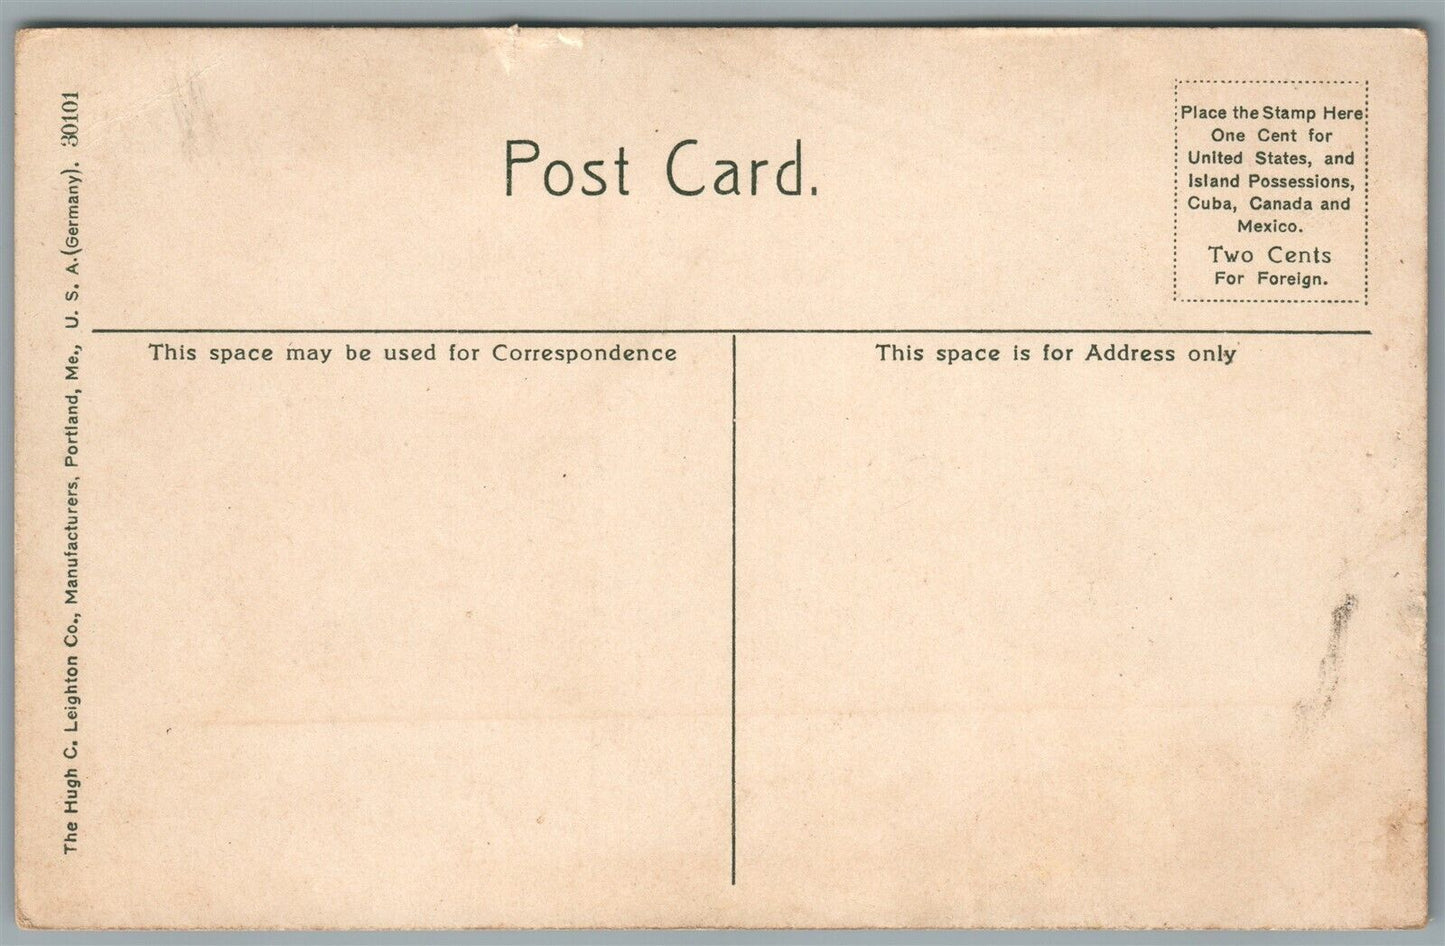 Post Card.
Place the Stamp Here
One Cent for
United States, and
Island Possessions,
Cuba, Canada and
Mexico.
Two Cents
For Foreign.
This space may be used for Correspondence
This space is for Address only
The Hugh C. Leighton Co., Manufacturers, Portland, Me., U. S. A. (Germany). 30101